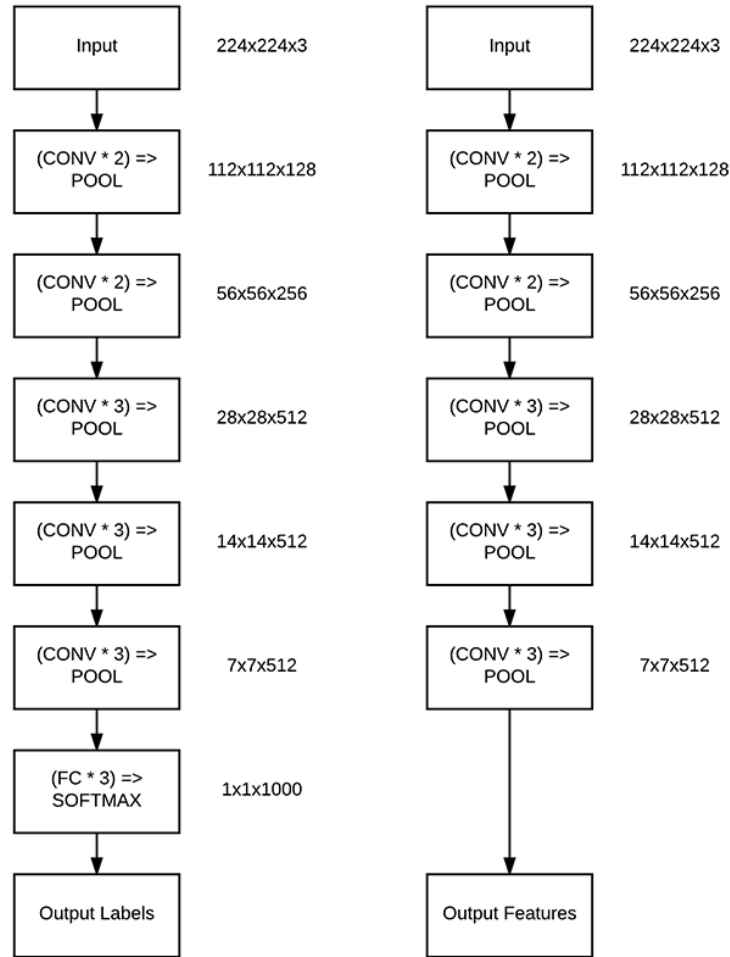 Input
224x224x3
(CONV * 2) =>
POOL
112x112x128
(CONV * 2) =>
POOL
56x56x256
(CONV * 3) =>
POOL
28x28x512
(CONV * 3) =>
POOL
14x14x512
(CONV * 3) =>
POOL
7x7x512
(FC * 3) =>
SOFTMAX
1x1x1000
Output Labels
Input
224x224x3
(CONV * 2) =>
POOL
112x112x128
(CONV * 2) =>
POOL
56x56x256
(CONV * 3) =>
POOL
28x28x512
(CONV * 3) =>
POOL
14x14x512
(CONV * 3) =>
POOL
7x7x512
Output Features